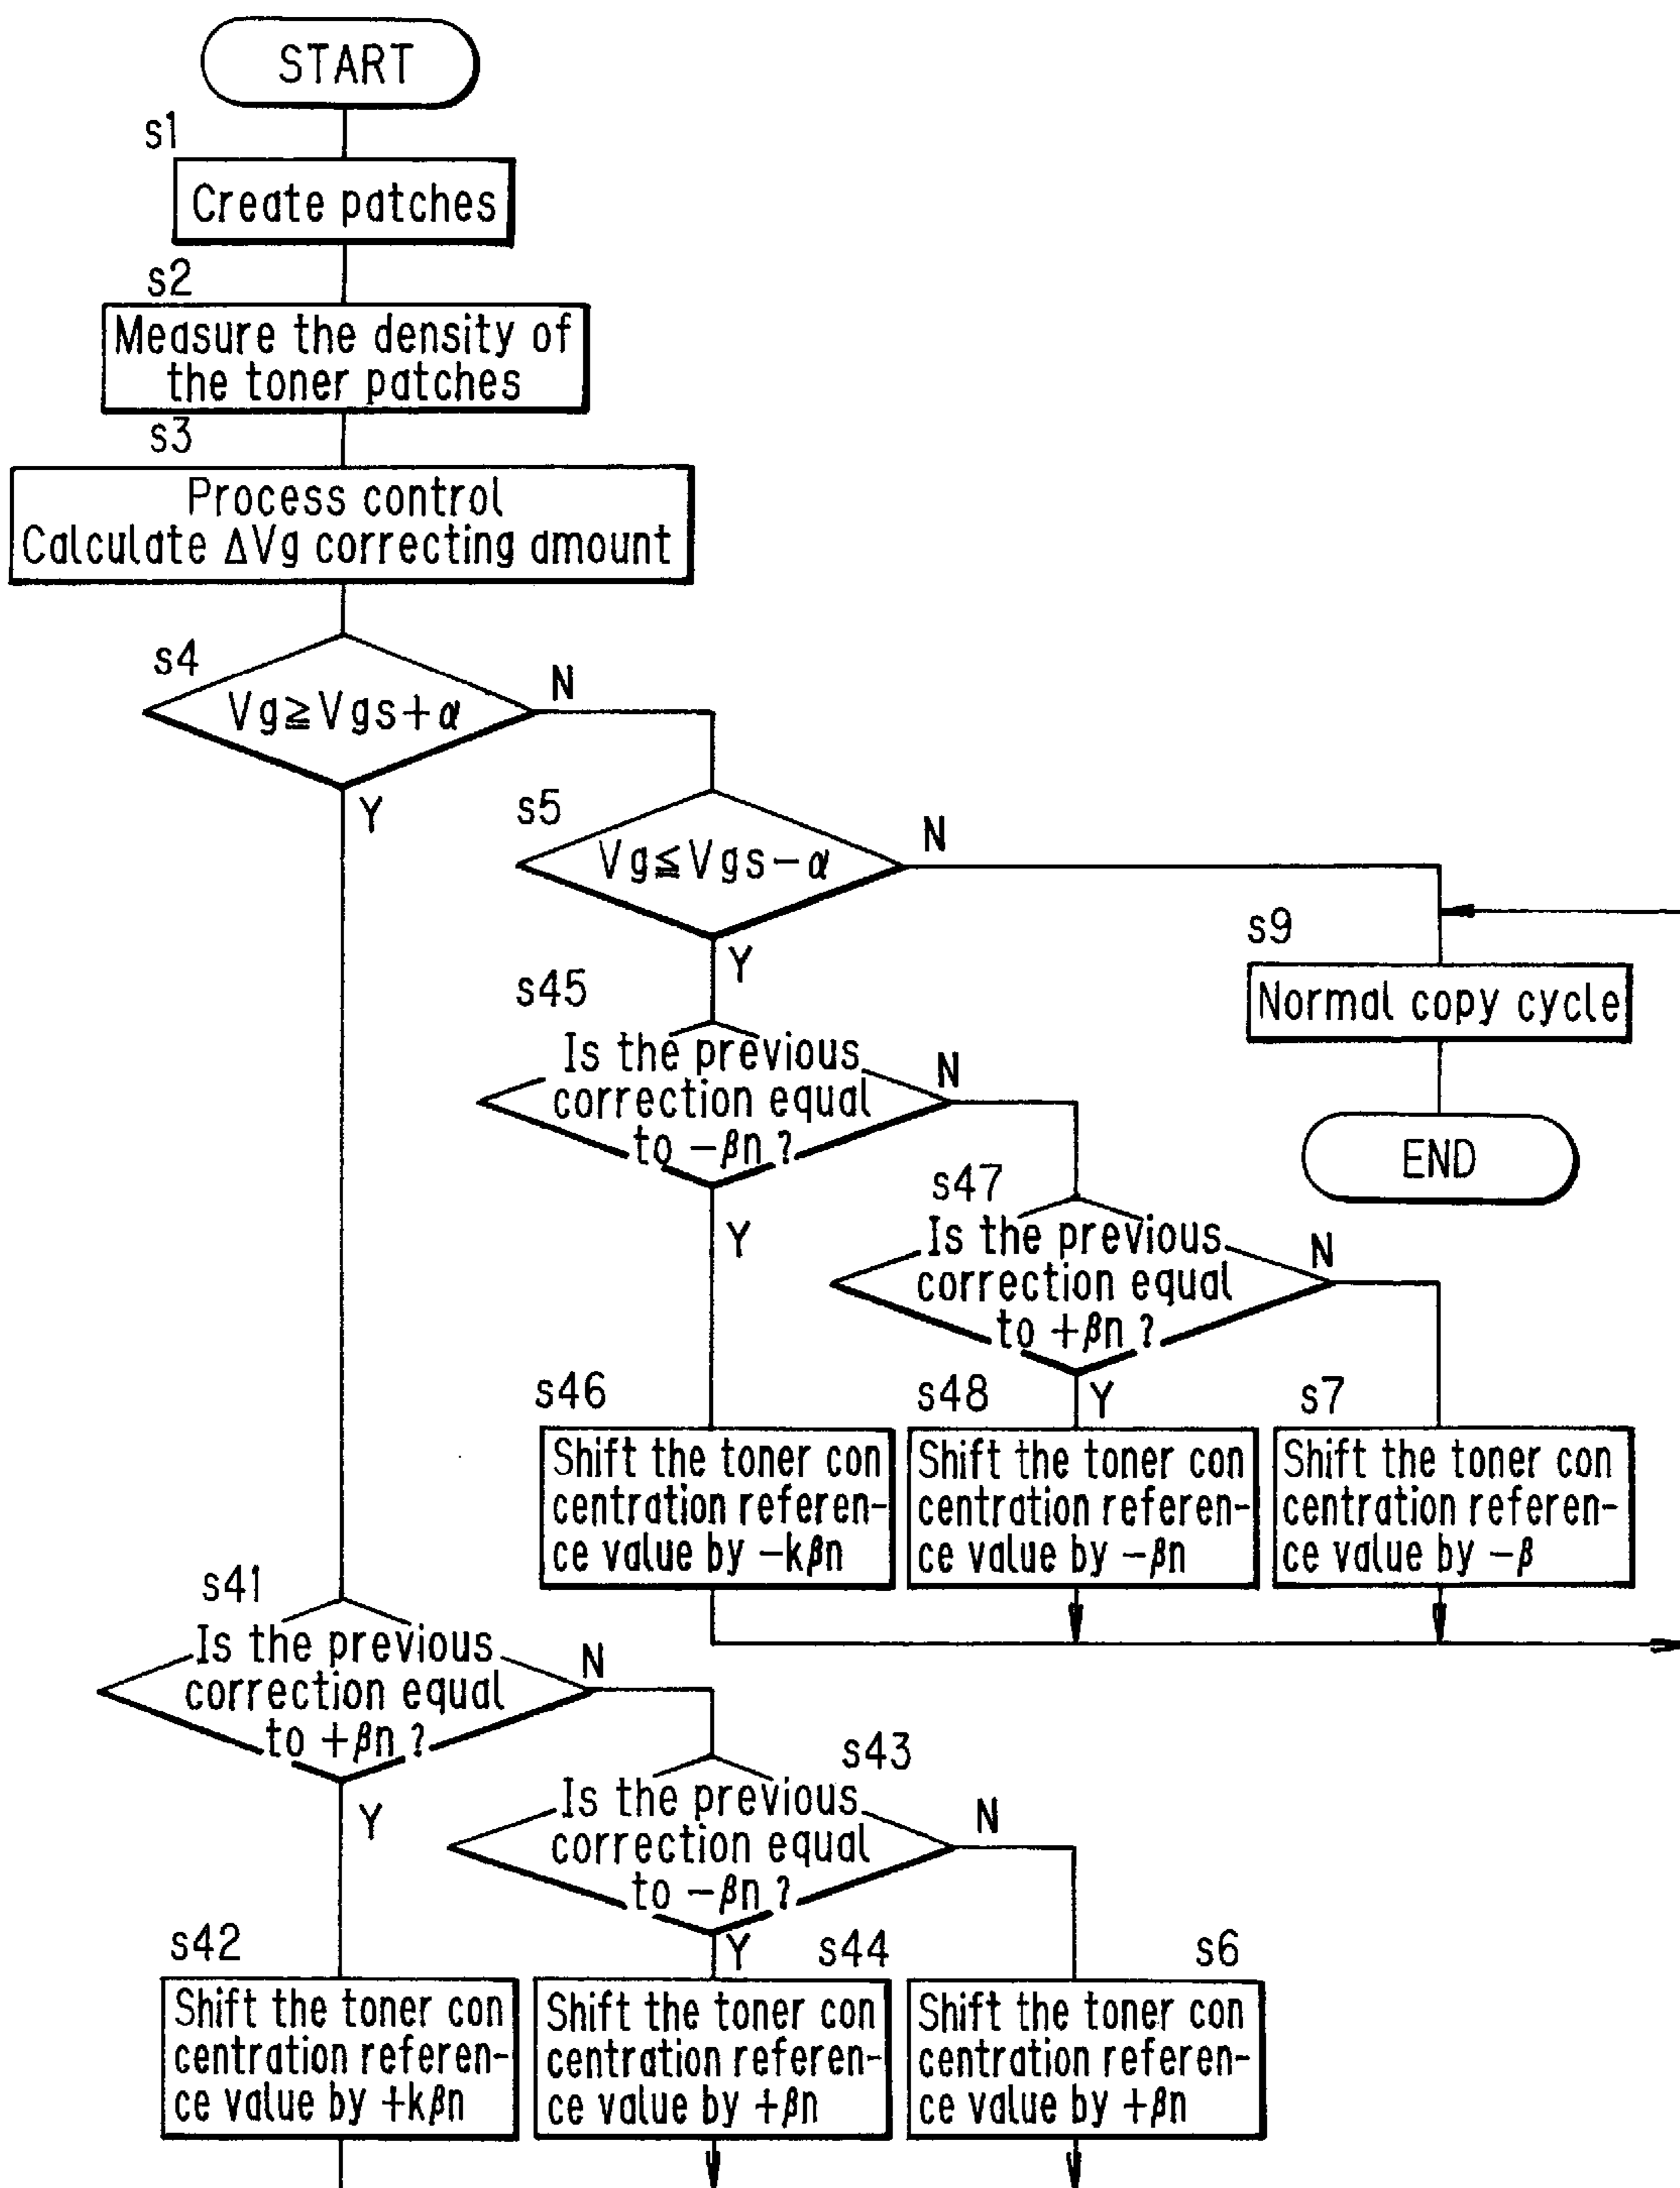 START
s1
Create patches
s2
Measure the density of
the toner patches
s3
Process control
Calculate ΔVg correcting amount
s4
Vg≧Vgs+α
N
Y
s5
Vg≦Vgs−α
N
Y
s9
Normal copy cycle
END
s45
Is the previous
correction equal
to −βn?
N
Y
s47
Is the previous
correction equal
to +βn?
N
Y
s46
Shift the toner con
centration referen-
ce value by −kβn
s48
Shift the toner con
centration referen-
ce value by −βn
s7
Shift the toner con
centration referen-
ce value by −β
s41
Is the previous
correction equal
to +βn?
N
Y
s43
Is the previous
correction equal
to −βn?
N
Y
s42
Shift the toner con
centration referen-
ce value by +kβn
s44
Shift the toner con
centration referen-
ce value by +βn
s6
Shift the toner con
centration referen-
ce value by +βn